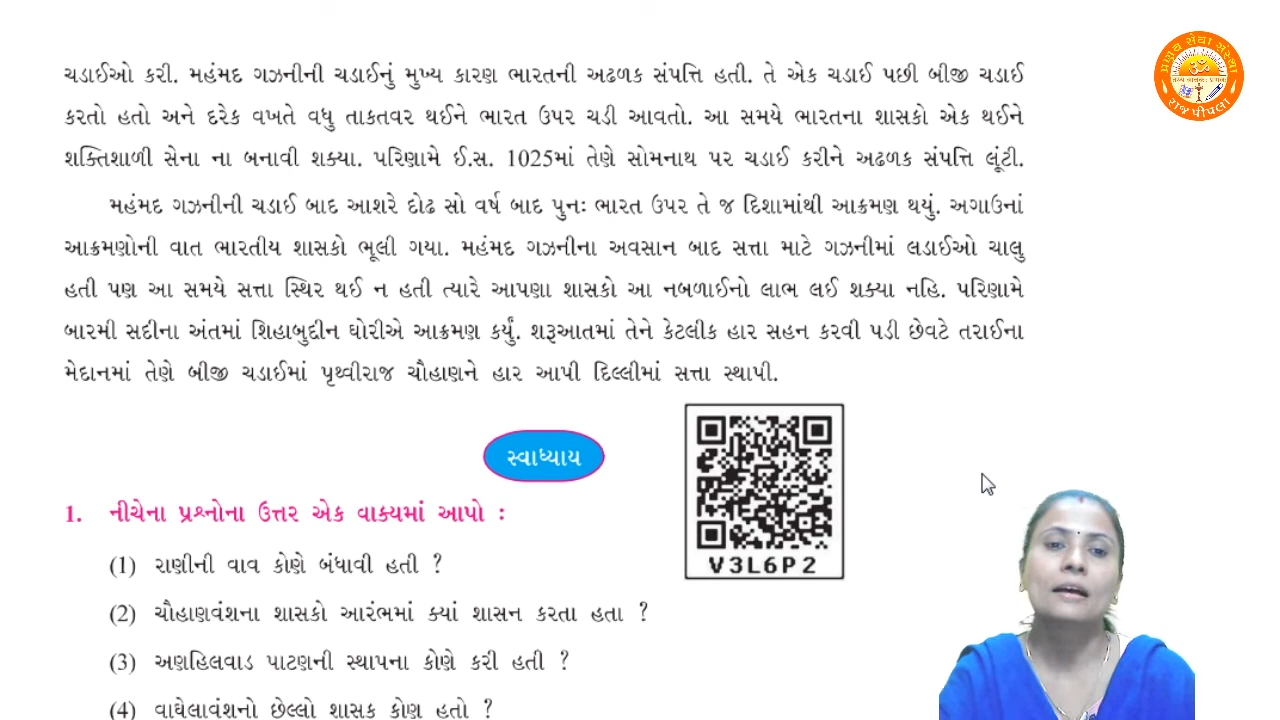 ચડાઈઓ કરી. મહંમદ ગઝનીની ચડાઈનું મુખ્ય કારણ ભારતની અઢળક સંપત્તિ હતી. તે એક ચડાઈ પછી બીજી ચડાઈ
કરતો હતો અને દરેક વખતે વધુ તાકતવર થઈને ભારત ઉપર ચડી આવતો. આ સમયે ભારતના શાસકો એક થઈને
શક્તિશાળી સેના ના બનાવી શક્યા. પરિણામે ઈ.સ. 1025માં તેણે સોમનાથ પર ચડાઈ કરીને અઢળક સંપત્તિ લૂંટી.
મહંમદ ગઝનીની ચડાઈ બાદ આશરે દોઢ સો વર્ષ બાદ પુનઃ ભારત ઉપર તે જ દિશામાંથી આક્રમણ થયું. અગાઉનાં
આક્રમણોની વાત ભારતીય શાસકો ભૂલી ગયા. મહંમદ ગઝનીના અવસાન બાદ સત્તા માટે ગઝનીમાં લડાઈઓ ચાલુ
હતી પણ આ સમયે સત્તા સ્થિર થઈ ન હતી ત્યારે આપણા શાસકો આ નબળાઈનો લાભ લઈ શક્યા નહિ. પરિણામે
બારમી સદીના અંતમાં શિહાબુદ્દીન ઘોરીએ આક્રમણ કર્યું. શરૂઆતમાં તેને કેટલીક હાર સહન કરવી પડી છેવટે તરાઈના
મેદાનમાં તેણે બીજી ચડાઈમાં પૃથ્વીરાજ ચૌહાણને હાર આપી દિલ્લીમાં સત્તા સ્થાપી.
સ્વાધ્યાય
V3L6P2
1. નીચેના પ્રશ્નોના ઉત્તર એક વાક્યમાં આપો :
(1) રાણીની વાવ કોણે બંધાવી હતી ?
(2) ચૌહાણવંશના શાસકો આરંભમાં ક્યાં શાસન કરતા હતા ?
(3) અણહિલવાડ પાટણની સ્થાપના કોણે કરી હતી ?
(4) વાઘેલાવંશનો છેલ્લો શાસક કોણ હતો ?
પ્રણવ સેવા સંસ્થા
ૐ
રાજપીપલા